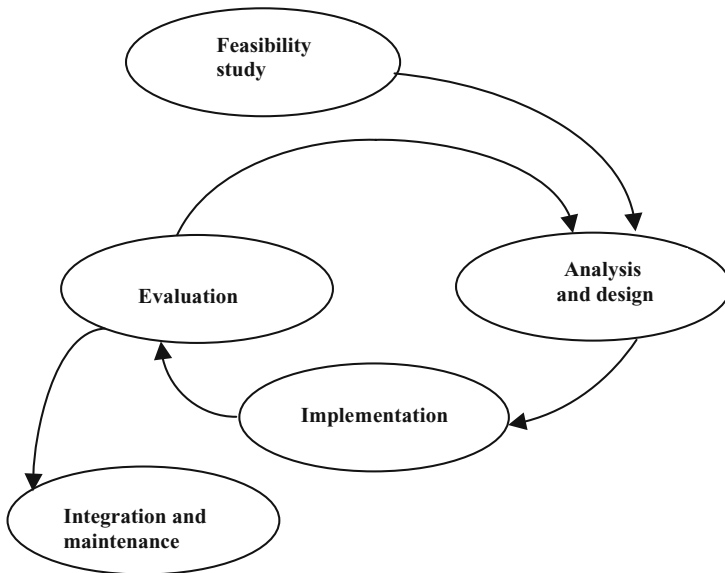 Feasibility
study
Analysis
and design
Evaluation
Implementation
Integration and
maintenance